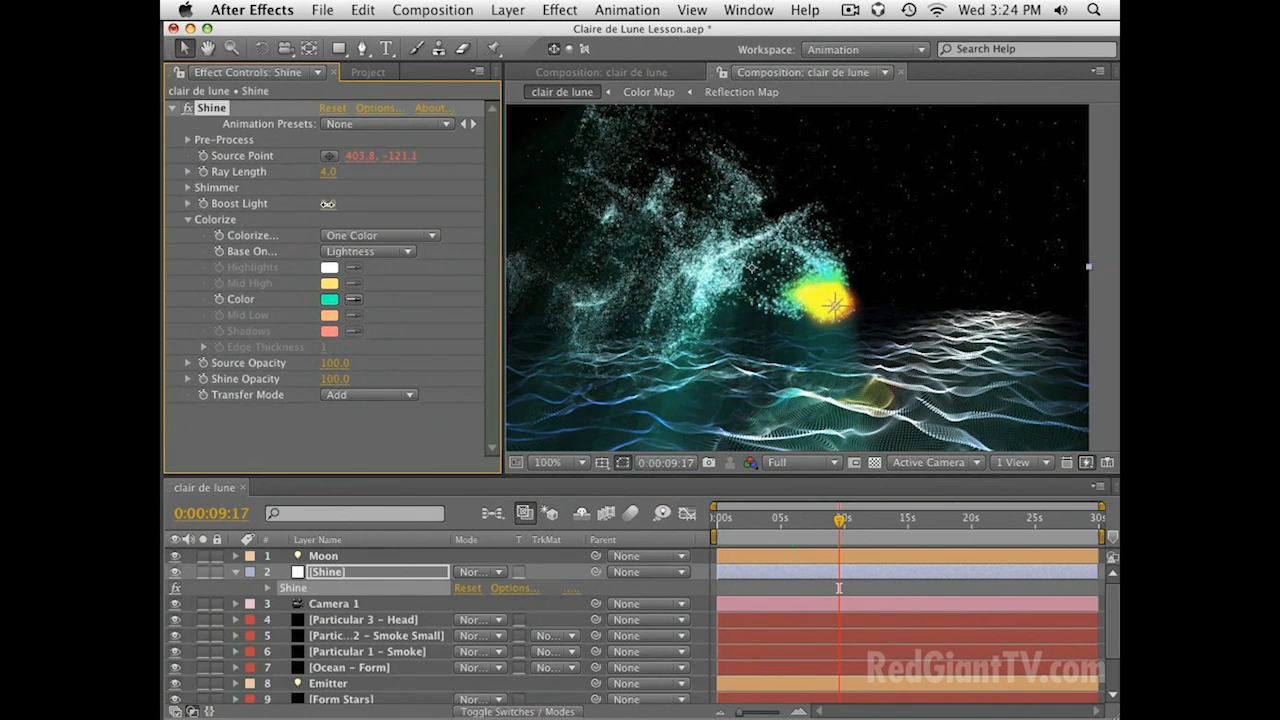 After Effects File Edit Composition Layer Effect Animation View Window Help Wed 3:24 PM
Claire de Lune Lesson.aep *
Workspace: Animation Search Help
Effect Controls: Shine Project Composition: clair de lune Composition: clair de lune
clair de lune • Shine clair de lune Color Map Reflection Map
fx Shine Reset Options... About...
Animation Presets: None
Pre-Process
Source Point 403.8, -121.1
Ray Length 4.0
Shimmer
Boost Light
Colorize
Colorize... One Color
Base On... Lightness
Highlights
Mid High
Color
Mid Low
Shadows
Edge Thickness 1
Source Opacity 100.0
Shine Opacity 100.0
Transfer Mode Add
100% 0:00:09:17 Full Active Camera 1 View
clair de lune
0:00:09:17 :00s 05s 15s 20s 25s 30s
# Layer Name Mode T TrkMat Parent
1 Moon None
2 [Shine] Nor... None
fx Shine Reset Options... .....
3 Camera 1 None
4 [Particular 3 - Head] Nor... None
5 [Partic...2 - Smoke Small] Nor... No... None
6 [Particular 1 - Smoke] Nor... No... None
7 [Ocean - Form] Nor... No... None
8 Emitter None
9 [Form Stars] Nor... No... None
Toggle Switches / Modes
RedGiantTV.com